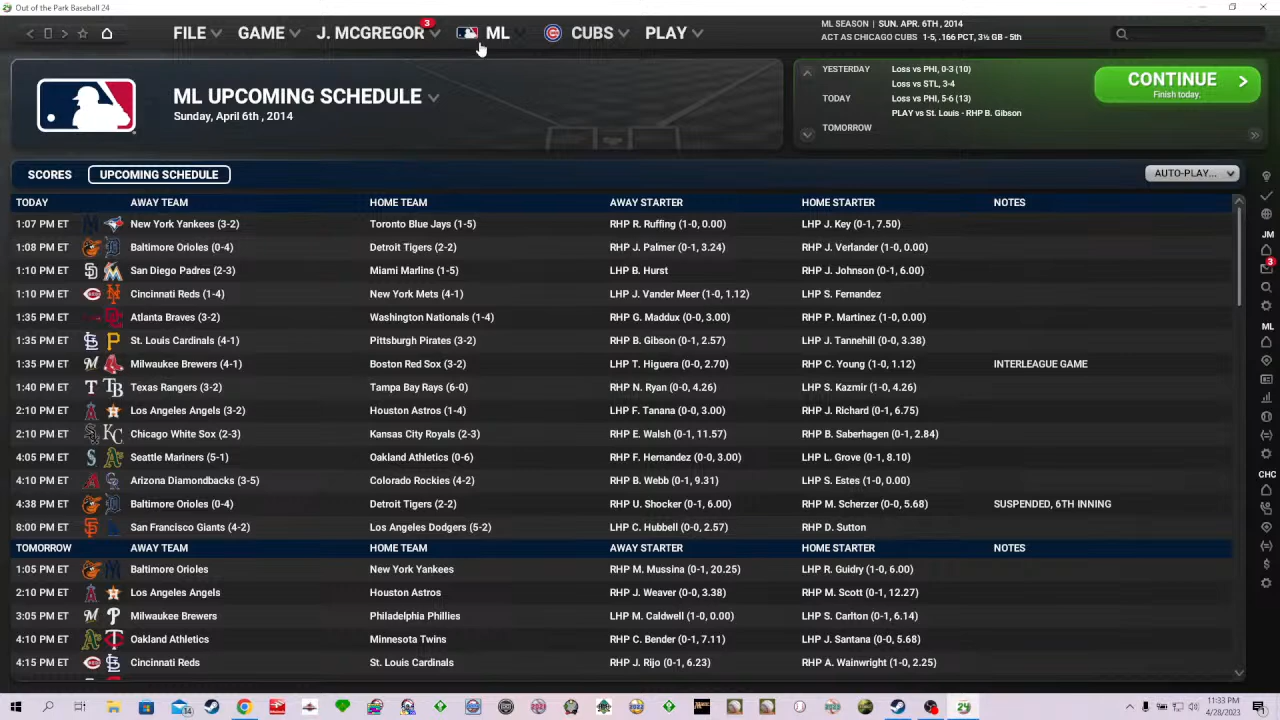 Out of the Park Baseball 24
FILE GAME J. MCGREGOR 3 ML CUBS PLAY
ML SEASON | SUN. APR. 6TH , 2014
ACT AS CHICAGO CUBS 1-5, .166 PCT, 3½ GB - 5th
ML UPCOMING SCHEDULE
Sunday, April 6th , 2014
YESTERDAY Loss vs PHI, 0-3 (10)
Loss vs STL, 3-4
TODAY Loss vs PHI, 5-6 (13)
PLAY vs St. Louis - RHP B. Gibson
TOMORROW
CONTINUE
Finish today.
SCORES UPCOMING SCHEDULE AUTO-PLAY...
TODAY AWAY TEAM HOME TEAM AWAY STARTER HOME STARTER NOTES
1:07 PM ET New York Yankees (3-2) Toronto Blue Jays (1-5) RHP R. Ruffing (1-0, 0.00) LHP J. Key (0-1, 7.50)
1:08 PM ET Baltimore Orioles (0-4) Detroit Tigers (2-2) RHP J. Palmer (0-1, 3.24) RHP J. Verlander (1-0, 0.00)
1:10 PM ET San Diego Padres (2-3) Miami Marlins (1-5) LHP B. Hurst RHP J. Johnson (0-1, 6.00)
1:10 PM ET Cincinnati Reds (1-4) New York Mets (4-1) LHP J. Vander Meer (1-0, 1.12) LHP S. Fernandez
1:35 PM ET Atlanta Braves (3-2) Washington Nationals (1-4) RHP G. Maddux (0-0, 3.00) RHP P. Martinez (1-0, 0.00)
1:35 PM ET St. Louis Cardinals (4-1) Pittsburgh Pirates (3-2) RHP B. Gibson (0-1, 2.57) LHP J. Tannehill (0-0, 3.38)
1:35 PM ET Milwaukee Brewers (4-1) Boston Red Sox (3-2) LHP T. Higuera (0-0, 2.70) RHP C. Young (1-0, 1.12) INTERLEAGUE GAME
1:40 PM ET Texas Rangers (3-2) Tampa Bay Rays (6-0) RHP N. Ryan (0-0, 4.26) LHP S. Kazmir (1-0, 4.26)
2:10 PM ET Los Angeles Angels (3-2) Houston Astros (1-4) LHP F. Tanana (0-0, 3.00) RHP J. Richard (0-1, 6.75)
2:10 PM ET Chicago White Sox (2-3) Kansas City Royals (2-3) RHP E. Walsh (0-1, 11.57) RHP B. Saberhagen (0-1, 2.84)
4:05 PM ET Seattle Mariners (5-1) Oakland Athletics (0-6) RHP F. Hernandez (0-0, 3.00) LHP L. Grove (0-1, 8.10)
4:10 PM ET Arizona Diamondbacks (3-5) Colorado Rockies (4-2) RHP B. Webb (0-1, 9.31) LHP S. Estes (1-0, 0.00)
4:38 PM ET Baltimore Orioles (0-4) Detroit Tigers (2-2) RHP U. Shocker (0-1, 6.00) RHP M. Scherzer (0-0, 5.68) SUSPENDED, 6TH INNING
8:00 PM ET San Francisco Giants (4-2) Los Angeles Dodgers (5-2) LHP C. Hubbell (0-0, 2.57) RHP D. Sutton
TOMORROW AWAY TEAM HOME TEAM AWAY STARTER HOME STARTER NOTES
1:05 PM ET Baltimore Orioles New York Yankees RHP M. Mussina (0-1, 20.25) LHP R. Guidry (1-0, 6.00)
2:10 PM ET Los Angeles Angels Houston Astros RHP J. Weaver (0-0, 3.38) RHP M. Scott (0-1, 12.27)
3:05 PM ET Milwaukee Brewers Philadelphia Phillies LHP M. Caldwell (1-0, 0.00) LHP S. Carlton (0-1, 6.14)
4:10 PM ET Oakland Athletics Minnesota Twins RHP C. Bender (0-1, 7.11) LHP J. Santana (0-0, 5.68)
4:15 PM ET Cincinnati Reds St. Louis Cardinals RHP J. Rijo (0-1, 6.23) RHP A. Wainwright (1-0, 2.25)
JM
3
ML
CHC
11:33 PM
4/28/2023